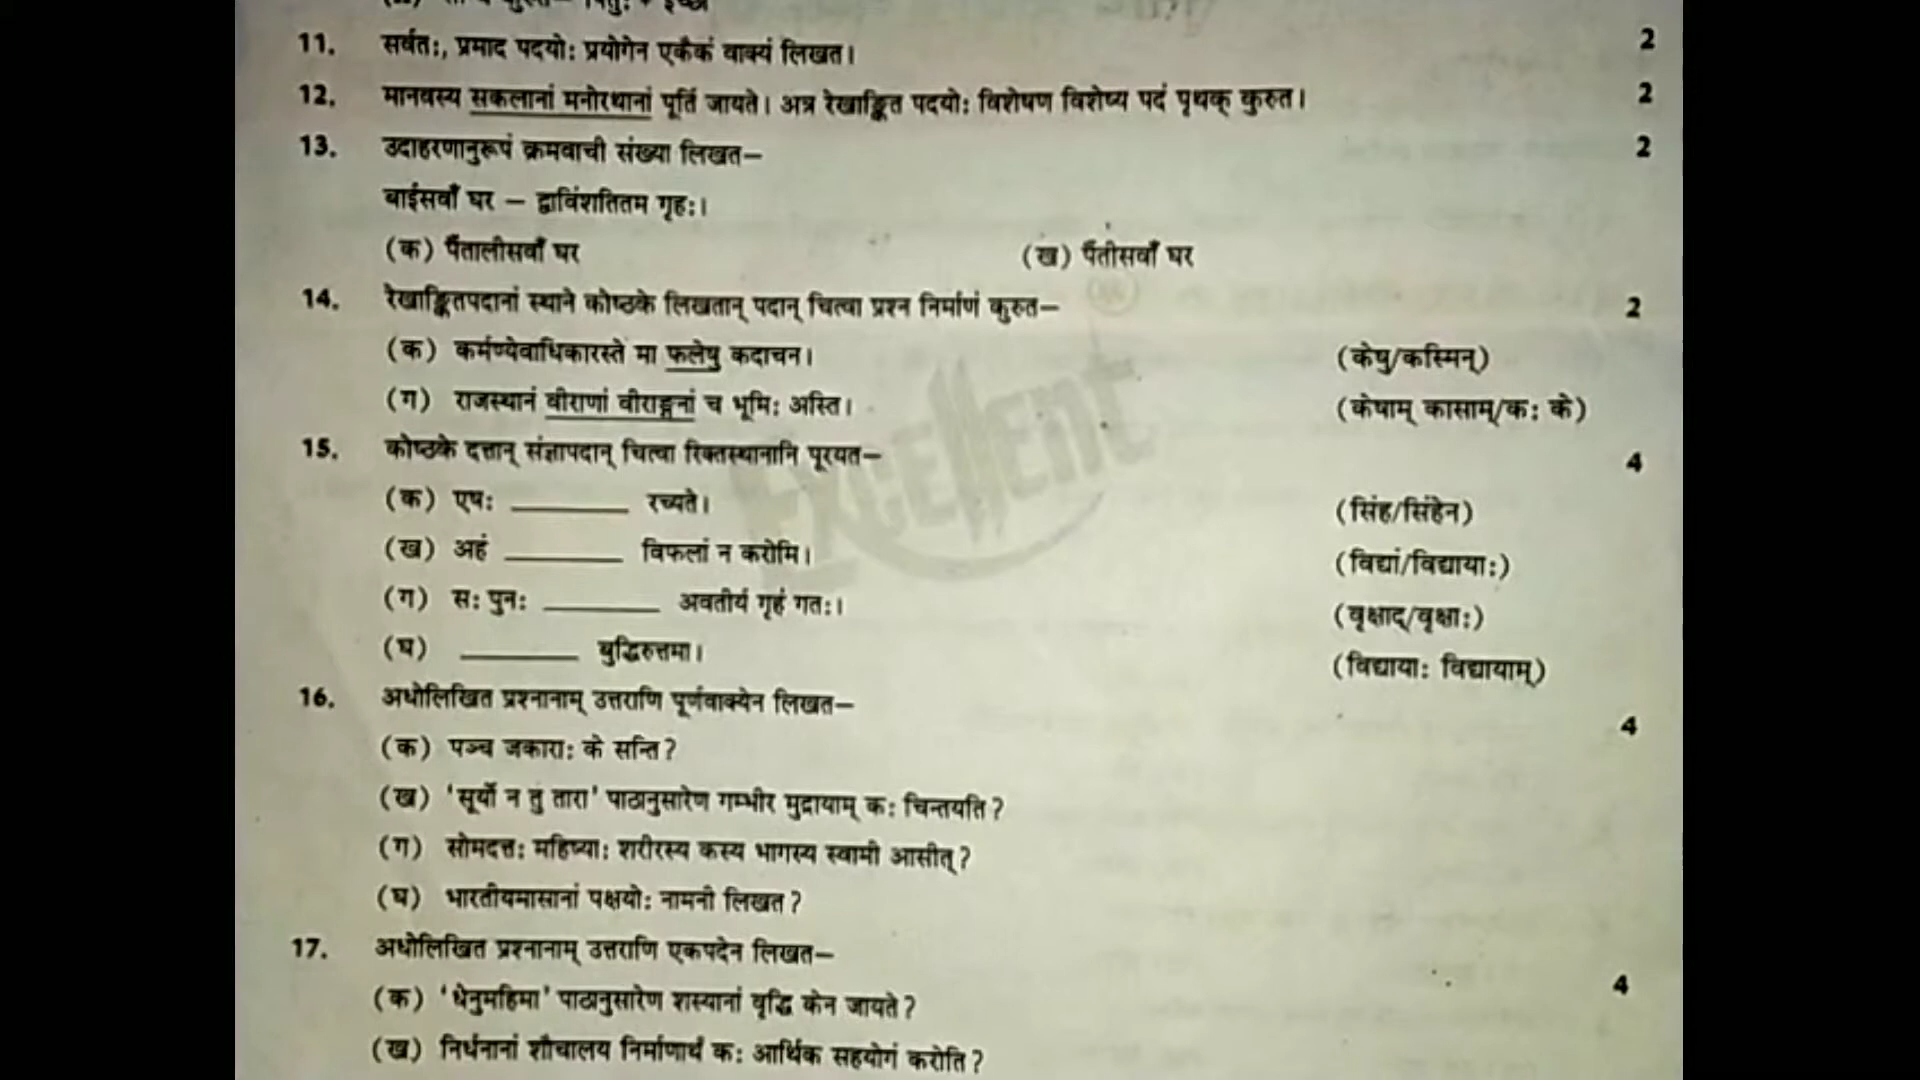 11. सर्वतः, प्रमाद पदयोः प्रयोगेन एकैकं वाक्यं लिखत। 2
12. मानवस्य सकलानां मनोरथानां पूर्ति जायते। अत्र रेखाङ्कित पदयोः विशेषण विशेष्य पदं पृथक् कुरुत। 2
13. उदाहरणानुरूपं क्रमवाची संख्या लिखत— 2
बाईसवाँ घर — द्वाविंशतितम गृहः।
(क) पैंतालीसवाँ घर (ख) पैंतीसवाँ घर
14. रेखाङ्कितपदानां स्थाने कोष्ठके लिखतान् पदान् चित्वा प्रश्न निर्माणं कुरुत— 2
(क) कर्मण्येवाधिकारस्ते मा फलेषु कदाचन। (केषु/कस्मिन्)
(ग) राजस्थानं वीराणां वीराङ्गनां च भूमिः अस्ति। (केषाम् कासाम्/कः के)
15. कोष्ठके दत्तान् संज्ञापदान् चित्वा रिक्तस्थानानि पूरयत— 4
(क) एषः ________ रच्यते। (सिंह/सिंहेन)
(ख) अहं ________ विफलां न करोमि। (विद्यां/विद्यायाः)
(ग) सः पुनः ________ अवतीर्य गृहं गतः। (वृक्षाद्/वृक्षाः)
(घ) ________ बुद्धिरुत्तमा। (विद्यायाः विद्यायाम्)
16. अधोलिखित प्रश्नानाम् उत्तराणि पूर्णवाक्येन लिखत— 4
(क) पञ्च जकाराः के सन्ति?
(ख) 'सूर्यो न तु तारा' पाठानुसारेण गम्भीर मुद्रायाम् कः चिन्तयति?
(ग) सोमदत्तः महिष्याः शरीरस्य कस्य भागस्य स्वामी आसीत्?
(घ) भारतीयमासानां पक्षयोः नामनी लिखत?
17. अधोलिखित प्रश्नानाम् उत्तराणि एकपदेन लिखत— 4
(क) 'धेनुमहिमा' पाठानुसारेण शस्यानां वृद्धि केन जायते?
(ख) निर्धनानां शौचालय निर्माणार्थं कः आर्थिक सहयोगं करोति?
Excellent